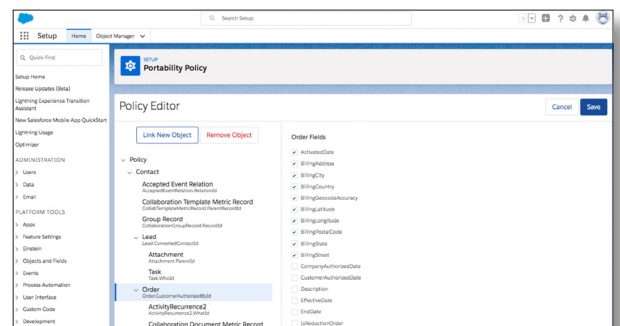 Search Setup
Setup
Home
Object Manager
Quick Find
Setup Home
Release Updates (Beta)
Lightning Experience Transition
Assistant
New Salesforce Mobile App QuickStart
Lightning Usage
Optimizer
ADMINISTRATION
Users
Data
Email
PLATFORM TOOLS
Apps
Feature Settings
Einstein
Objects and Fields
Events
Process Automation
User Interface
Custom Code
Development
SETUP
Portability Policy
Policy Editor
Cancel
Save
Link New Object
Remove Object
Policy
Contact
Accepted Event Relation
AcceptedEventRelation.RelationId
Collaboration Template Metric Record
CollabTemplateMetricRecord.ParentRecordId
Group Record
CollaborationGroupRecord.RecordId
Lead
Lead.ConvertedContactId
Attachment
Attachment.ParentId
Task
Task.WhoId
Order
Order.CustomerAuthorizedById
ActivityRecurrence2
ActivityRecurrence2.WhatId
Collaboration Document Metric Record
Order Fields
ActivatedDate
BillingAddress
BillingCity
BillingCountry
BillingGeocodeAccuracy
BillingLatitude
BillingLongitude
BillingPostalCode
BillingState
BillingStreet
CompanyAuthorizedDate
CustomerAuthorizedDate
Description
EffectiveDate
EndDate
IsReductionOrder